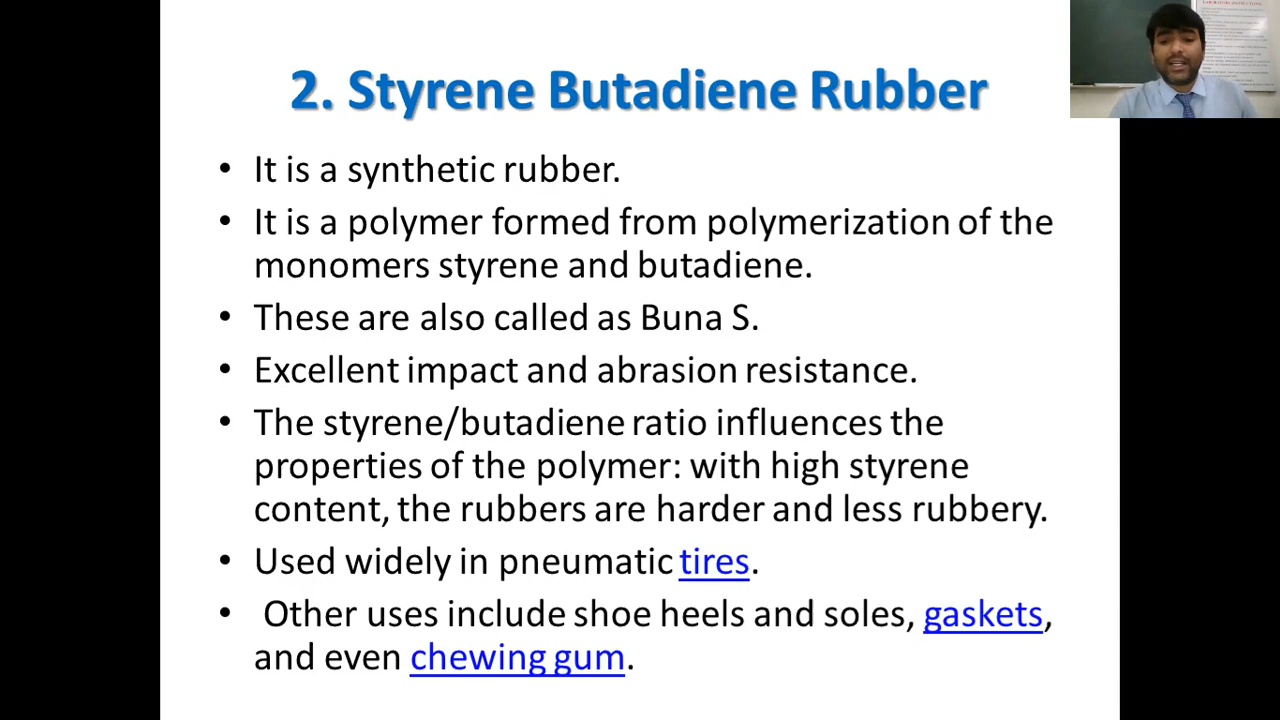 2. Styrene Butadiene Rubber
• It is a synthetic rubber.
• It is a polymer formed from polymerization of the
monomers styrene and butadiene.
• These are also called as Buna S.
• Excellent impact and abrasion resistance.
• The styrene/butadiene ratio influences the
properties of the polymer: with high styrene
content, the rubbers are harder and less rubbery.
• Used widely in pneumatic tires.
• Other uses include shoe heels and soles, gaskets,
and even chewing gum.